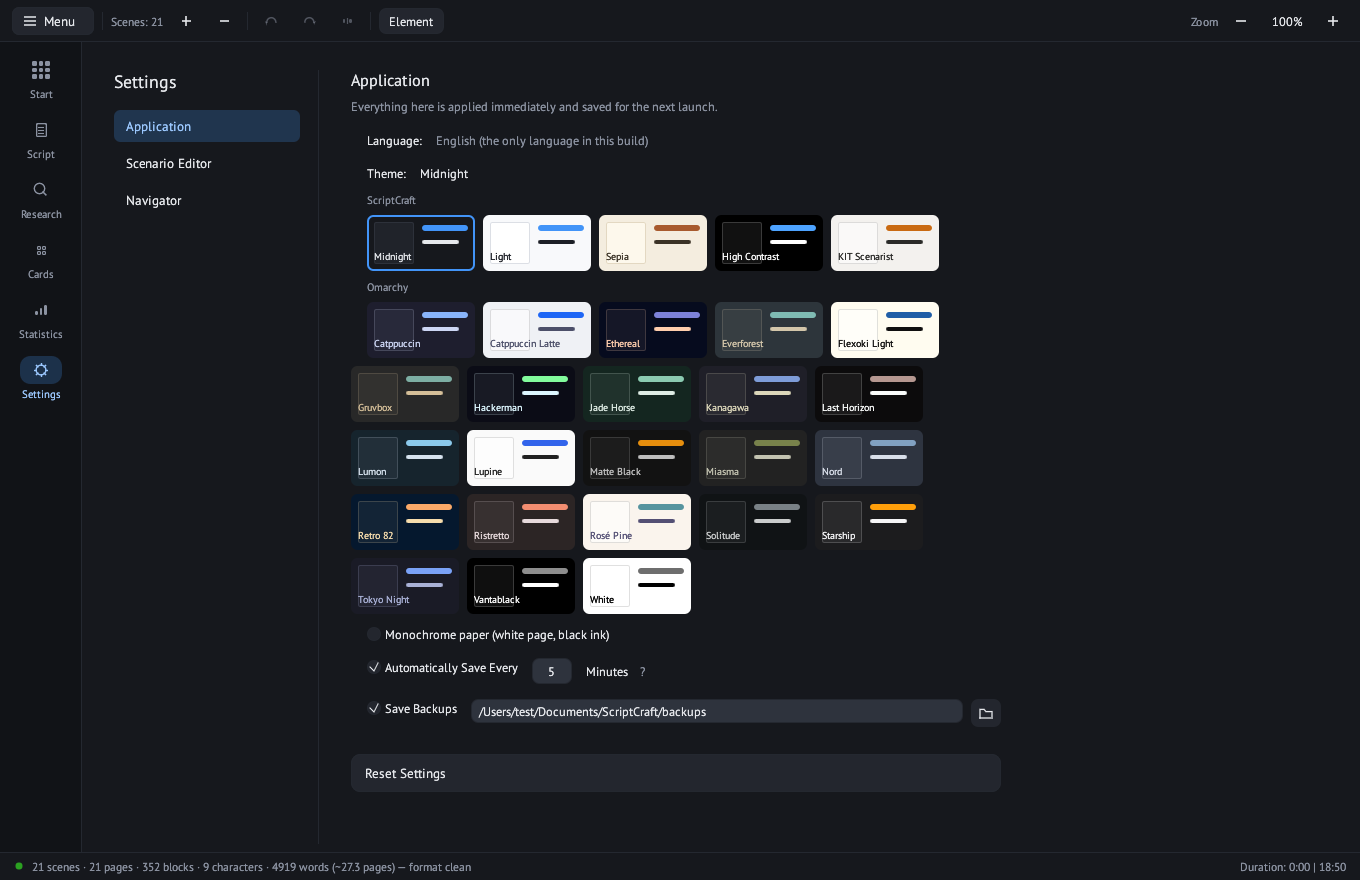 Menu
Scenes: 21
Element
Zoom
100%
Start
Script
Research
Cards
Statistics
Settings
Settings
Application
Scenario Editor
Navigator
Application
Everything here is applied immediately and saved for the next launch.
Language: English (the only language in this build)
Theme: Midnight
ScriptCraft
Midnight Light Sepia High Contrast KIT Scenarist
Omarchy
Catppuccin Catppuccin Latte Ethereal Everforest Flexoki Light
Gruvbox Hackerman Jade Horse Kanagawa Last Horizon
Lumon Lupine Matte Black Miasma Nord
Retro 82 Ristretto Rosé Pine Solitude Starship
Tokyo Night Vantablack White
Monochrome paper (white page, black ink)
Automatically Save Every 5 Minutes ?
Save Backups /Users/test/Documents/ScriptCraft/backups
Reset Settings
21 scenes · 21 pages · 352 blocks · 9 characters · 4919 words (~27.3 pages) — format clean
Duration: 0:00 | 18:50